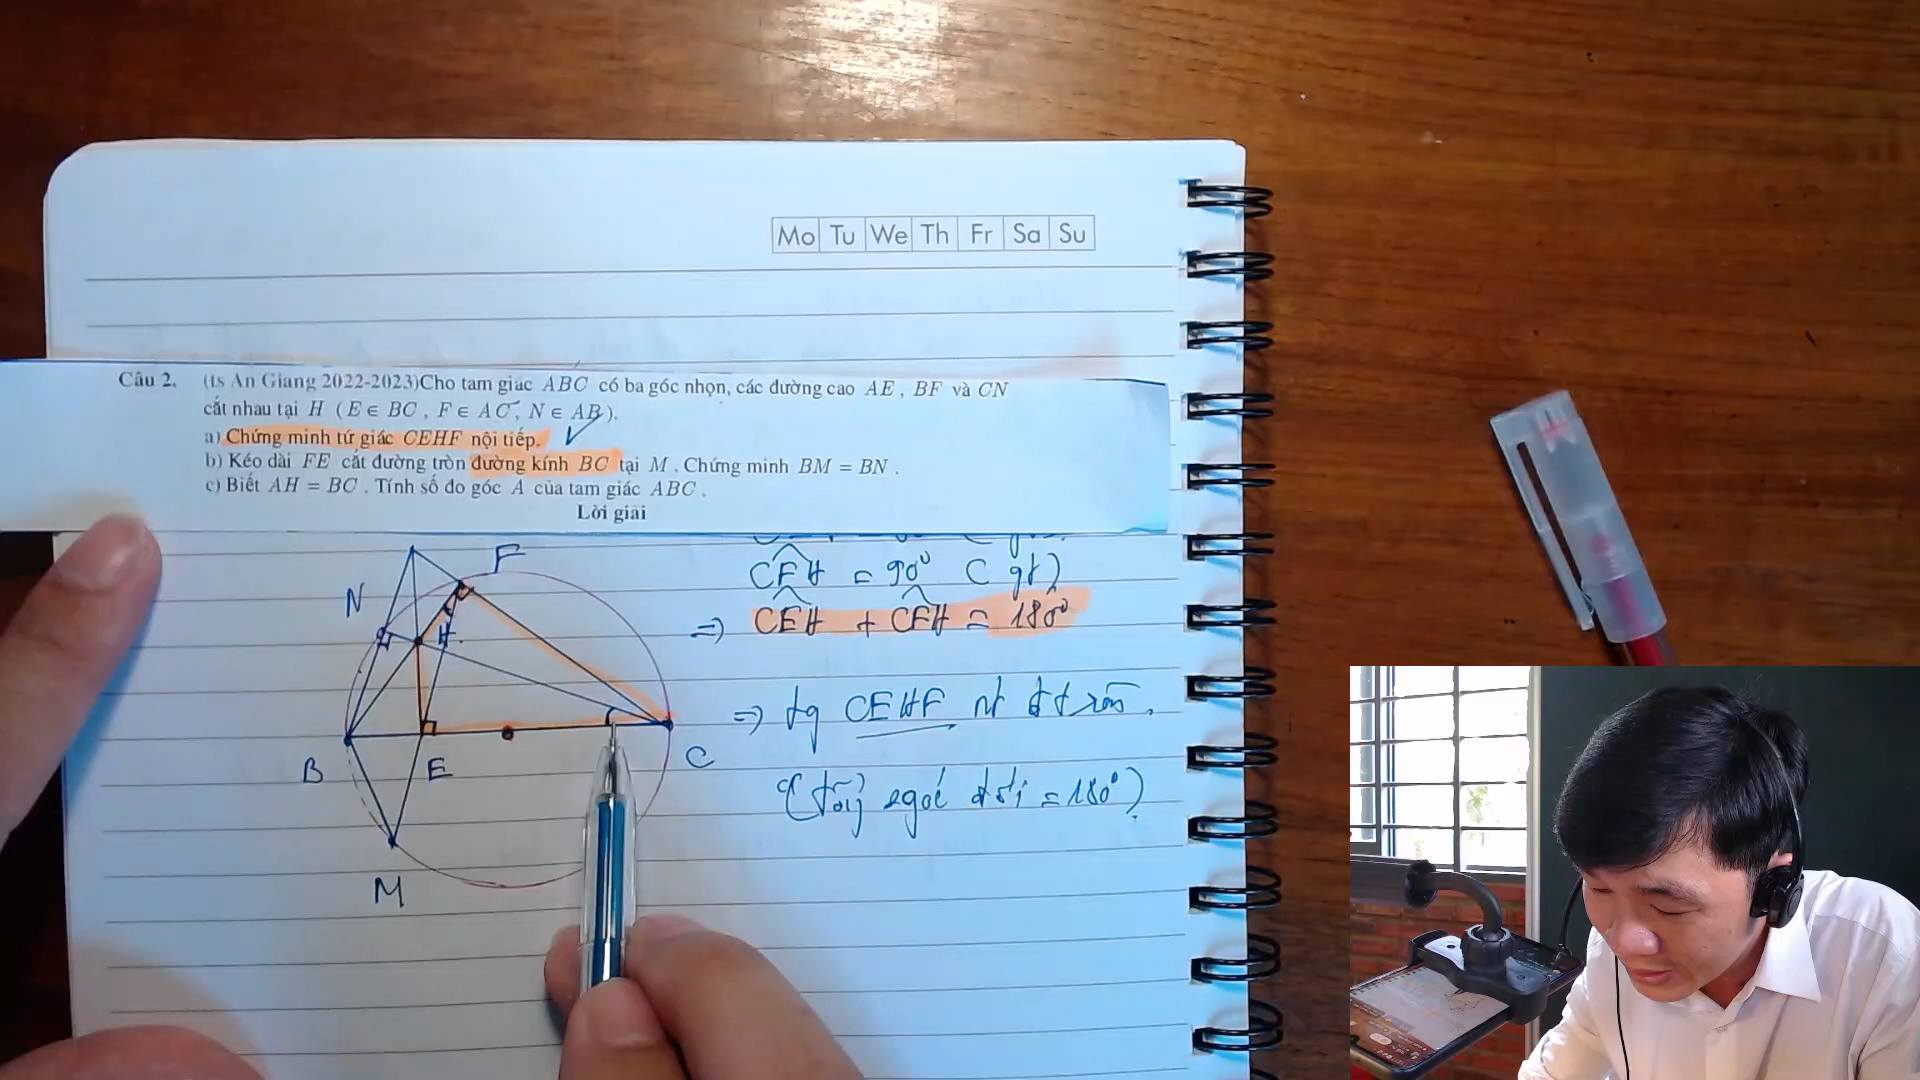 Mo Tu We Th Fr Sa Su
Câu 2. (ts An Giang 2022-2023)Cho tam giác ABC có ba góc nhọn, các đường cao AE , BF và CN
cắt nhau tại H ( E ∈ BC , F ∈ AC , N ∈ AB ).
a) Chứng minh tứ giác CEHF nội tiếp.
b) Kéo dài FE cắt đường tròn đường kính BC tại M . Chứng minh BM = BN .
c) Biết AH = BC . Tính số đo góc A của tam giác ABC .
Lời giải
F
N
H
B
E
C
M
CFH = 90° ( gt)
=> CEH + CFH = 180°
=> tg CEHF nt đ tròn.
(tổng 2 góc đối = 180°)